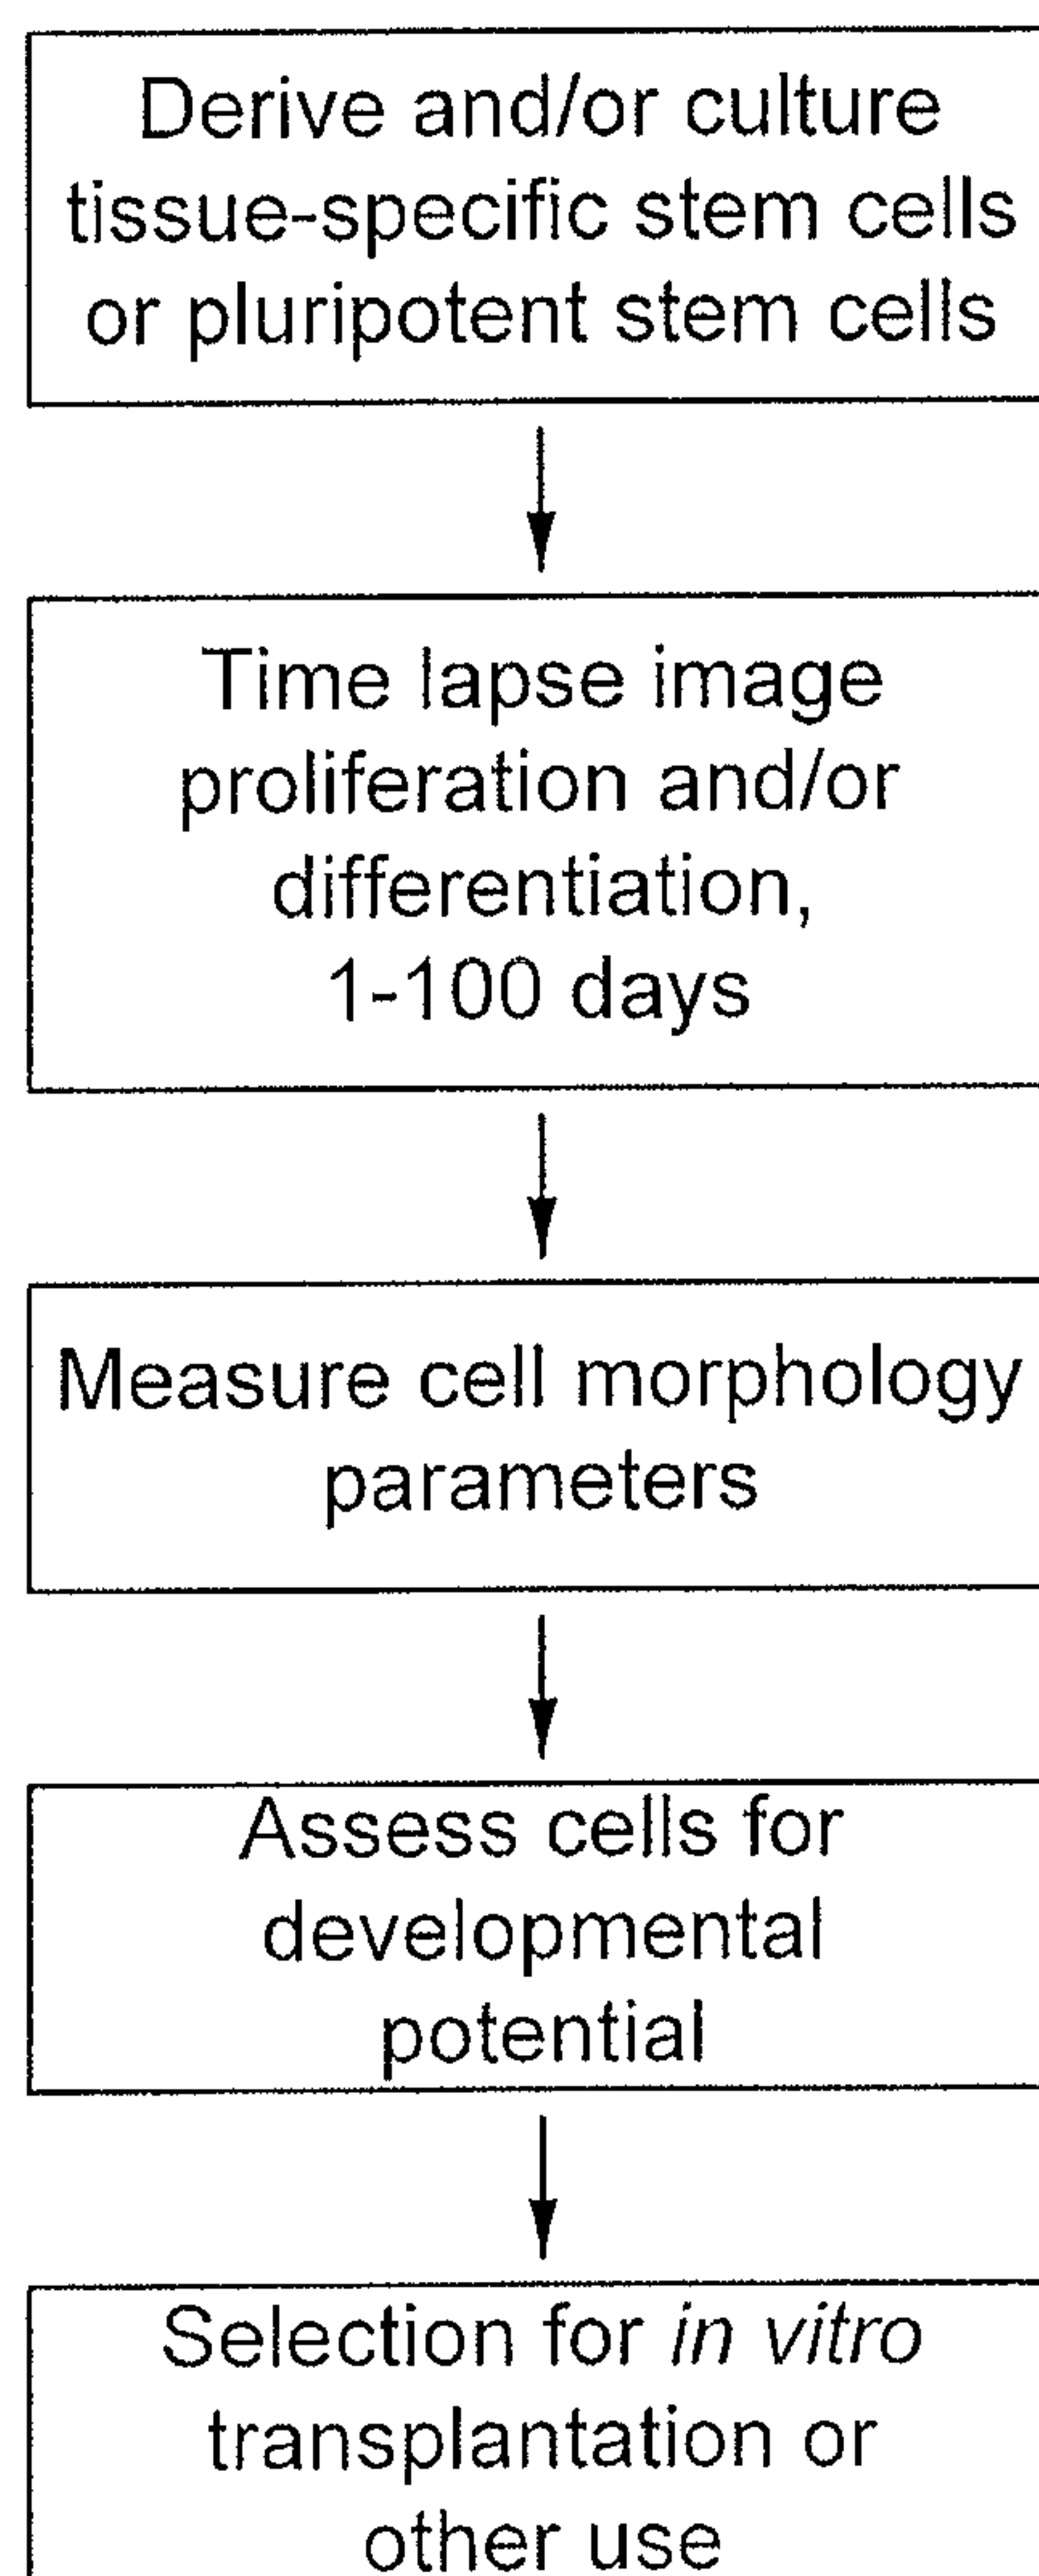 Derive and/or culture
tissue-specific stem cells
or pluripotent stem cells
Time lapse image
proliferation and/or
differentiation,
1-100 days
Measure cell morphology
parameters
Assess cells for
developmental
potential
Selection for in vitro
transplantation or
other use